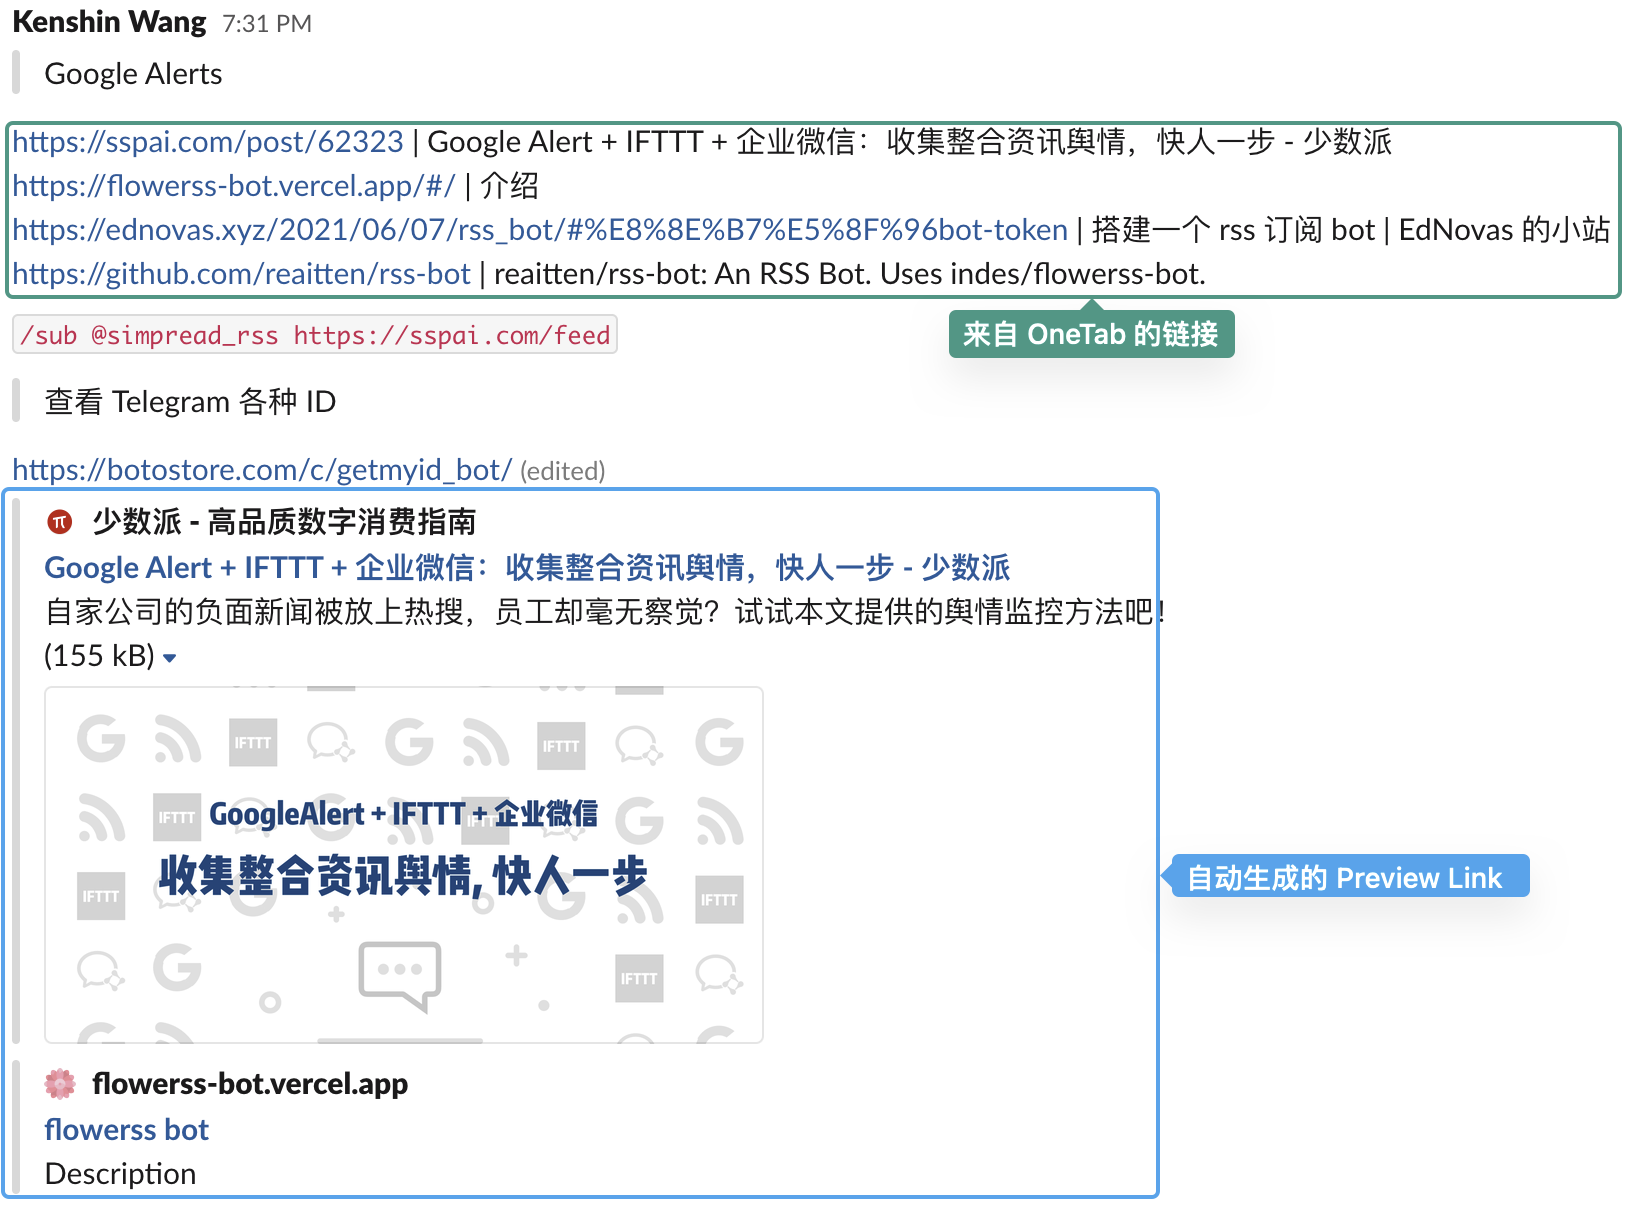 Kenshin Wang 7:31 PM
Google Alerts
https://sspai.com/post/62323 | Google Alert + IFTTT + 企业微信：收集整合资讯舆情，快人一步 - 少数派
https://flowerss-bot.vercel.app/#/ | 介绍
https://ednovas.xyz/2021/06/07/rss_bot/#%E8%8E%B7%E5%8F%96bot-token | 搭建一个 rss 订阅 bot | EdNovas 的小站
https://github.com/reaitten/rss-bot | reaitten/rss-bot: An RSS Bot. Uses indes/flowerss-bot.
/sub @simpread_rss https://sspai.com/feed
来自 OneTab 的链接
查看 Telegram 各种 ID
https://botostore.com/c/getmyid_bot/ (edited)
少数派 - 高品质数字消费指南
Google Alert + IFTTT + 企业微信：收集整合资讯舆情，快人一步 - 少数派
自家公司的负面新闻被放上热搜，员工却毫无察觉？试试本文提供的舆情监控方法吧！
(155 kB)
IFTTT IFTTT
IFTTT GoogleAlert + IFTTT + 企业微信 IFTTT
收集整合资讯舆情, 快人一步
IFTTT IFTTT
IFTTT
自动生成的 Preview Link
flowerss-bot.vercel.app
flowerss bot
Description